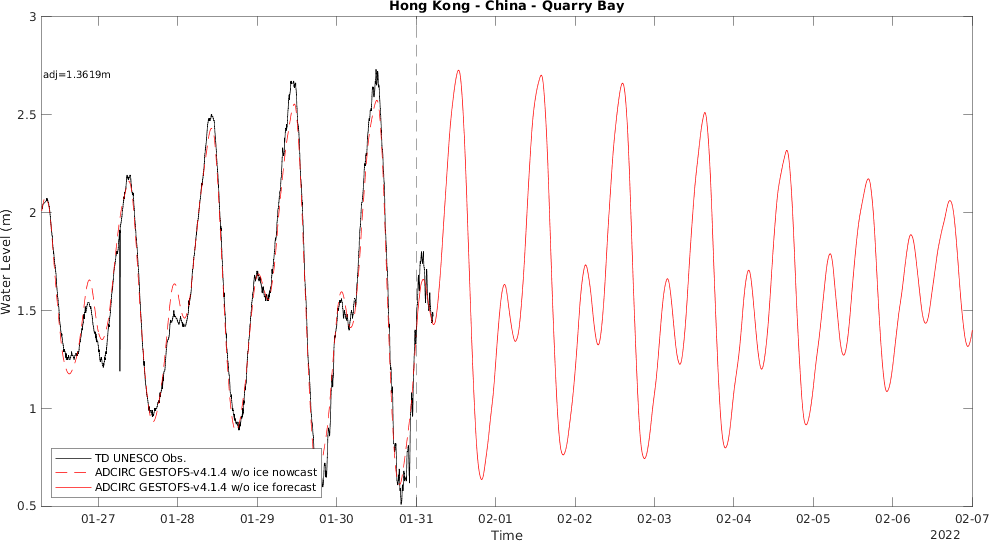 Hong Kong - China - Quarry Bay
3
adj=1.3619m
2.5
2
Water Level (m)
1.5
1
TD UNESCO Obs.
ADCIRC GESTOFS-v4.1.4 w/o ice nowcast
ADCIRC GESTOFS-v4.1.4 w/o ice forecast
0.5
01-27 01-28 01-29 01-30 01-31 02-01 02-02 02-03 02-04 02-05 02-06 02-07
Time
2022